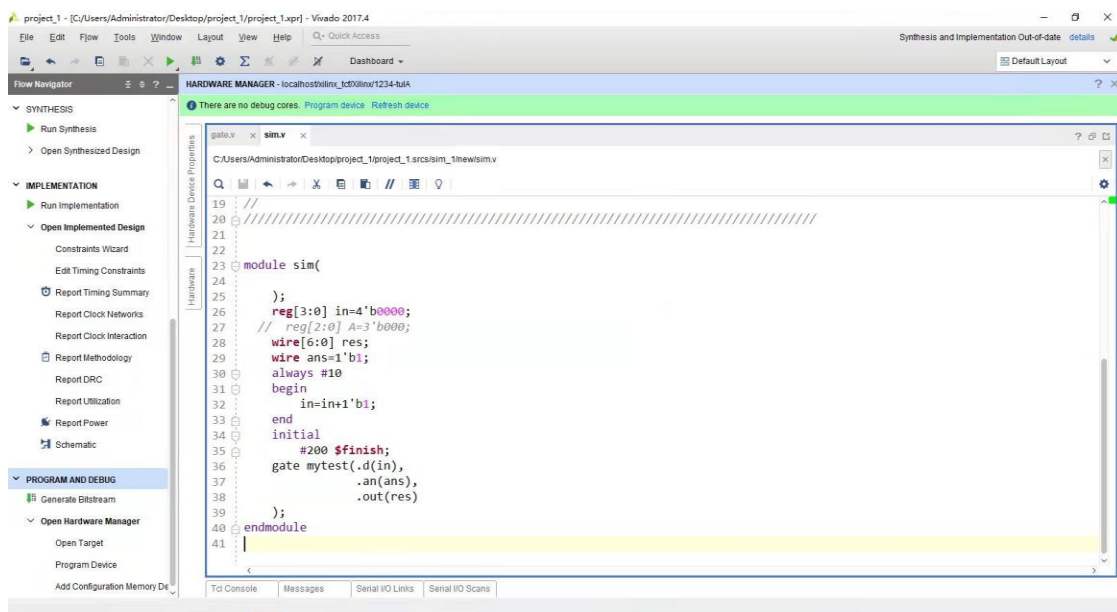 project_1 - [C:/Users/Administrator/Desktop/project_1/project_1.xpr] - Vivado 2017.4
File Edit Flow Tools Window Layout View Help Q- Quick Access
Synthesis and Implementation Out-of-date details
Dashboard
Default Layout
Flow Navigator
HARDWARE MANAGER - localhost/xilinx_tcf/Xilinx/1234-tulA
There are no debug cores. Program device Refresh device
SYNTHESIS
Run Synthesis
Open Synthesized Design
IMPLEMENTATION
Run Implementation
Open Implemented Design
Constraints Wizard
Edit Timing Constraints
Report Timing Summary
Report Clock Networks
Report Clock Interaction
Report Methodology
Report DRC
Report Utilization
Report Power
Schematic
PROGRAM AND DEBUG
Generate Bitstream
Open Hardware Manager
Open Target
Program Device
Add Configuration Memory De
Hardware Device Properties
Hardware
gate.v sim.v
C:/Users/Administrator/Desktop/project_1/project_1.srcs/sim_1/new/sim.v
19 //
20 //////////////////////////////////////////////////////////////////////////////////
21
22
23 module sim(
24
25 );
26 reg[3:0] in=4'b0000;
27 // reg[2:0] A=3'b000;
28 wire[6:0] res;
29 wire ans=1'b1;
30 always #10
31 begin
32 in=in+1'b1;
33 end
34 initial
35 #200 $finish;
36 gate mytest(.d(in),
37 .an(ans),
38 .out(res)
39 );
40 endmodule
41
Tcl Console Messages Serial I/O Links Serial I/O Scans